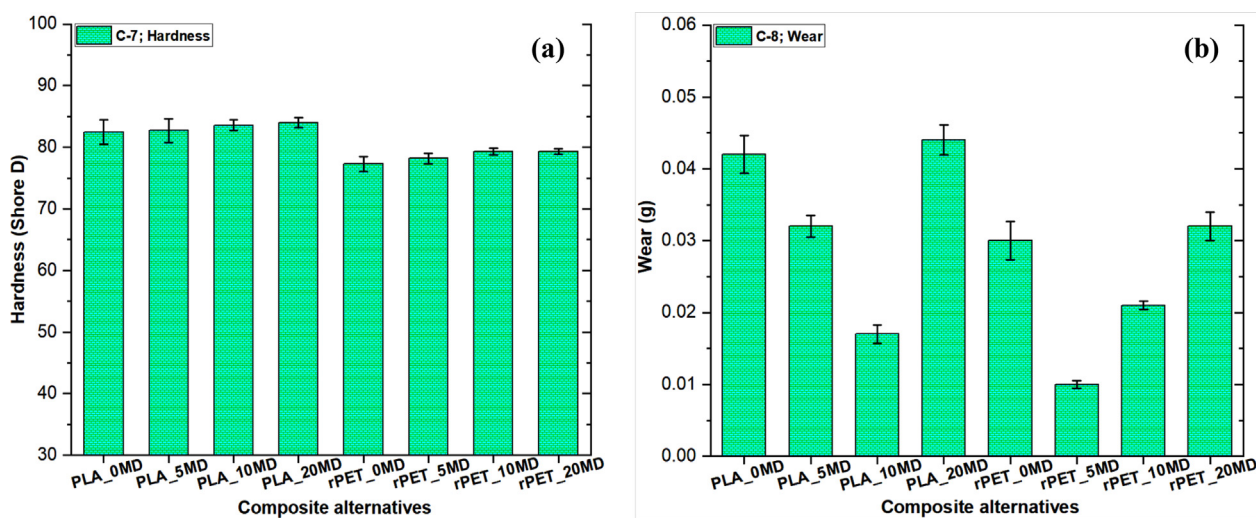 C-7; Hardness
(a)
Hardness (Shore D)
100
90
80
70
60
50
40
30
PLA_0MD
PLA_5MD
PLA_10MD
PLA_20MD
rPET_0MD
rPET_5MD
rPET_10MD
rPET_20MD
Composite alternatives
C-8; Wear
(b)
Wear (g)
0.06
0.05
0.04
0.03
0.02
0.01
0.00
PLA_0MD
PLA_5MD
PLA_10MD
PLA_20MD
rPET_0MD
rPET_5MD
rPET_10MD
rPET_20MD
Composite alternatives